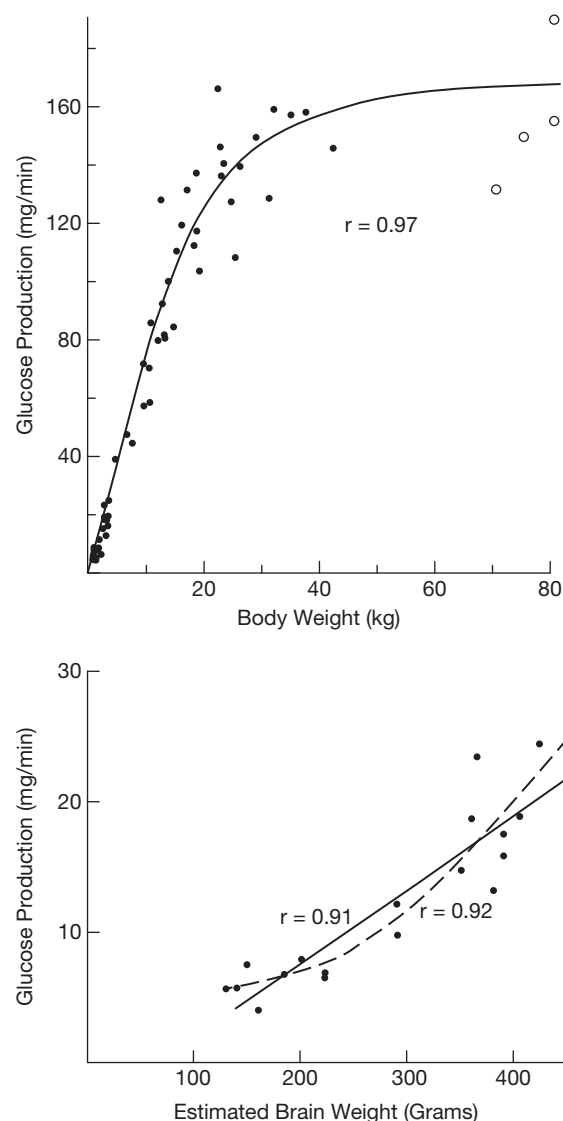 Glucose Production (mg/min)
160
120
80
40
r = 0.97
20
40
60
80
Body Weight (kg)
Glucose Production (mg/min)
30
20
10
r = 0.91
r = 0.92
100
200
300
400
Estimated Brain Weight (Grams)